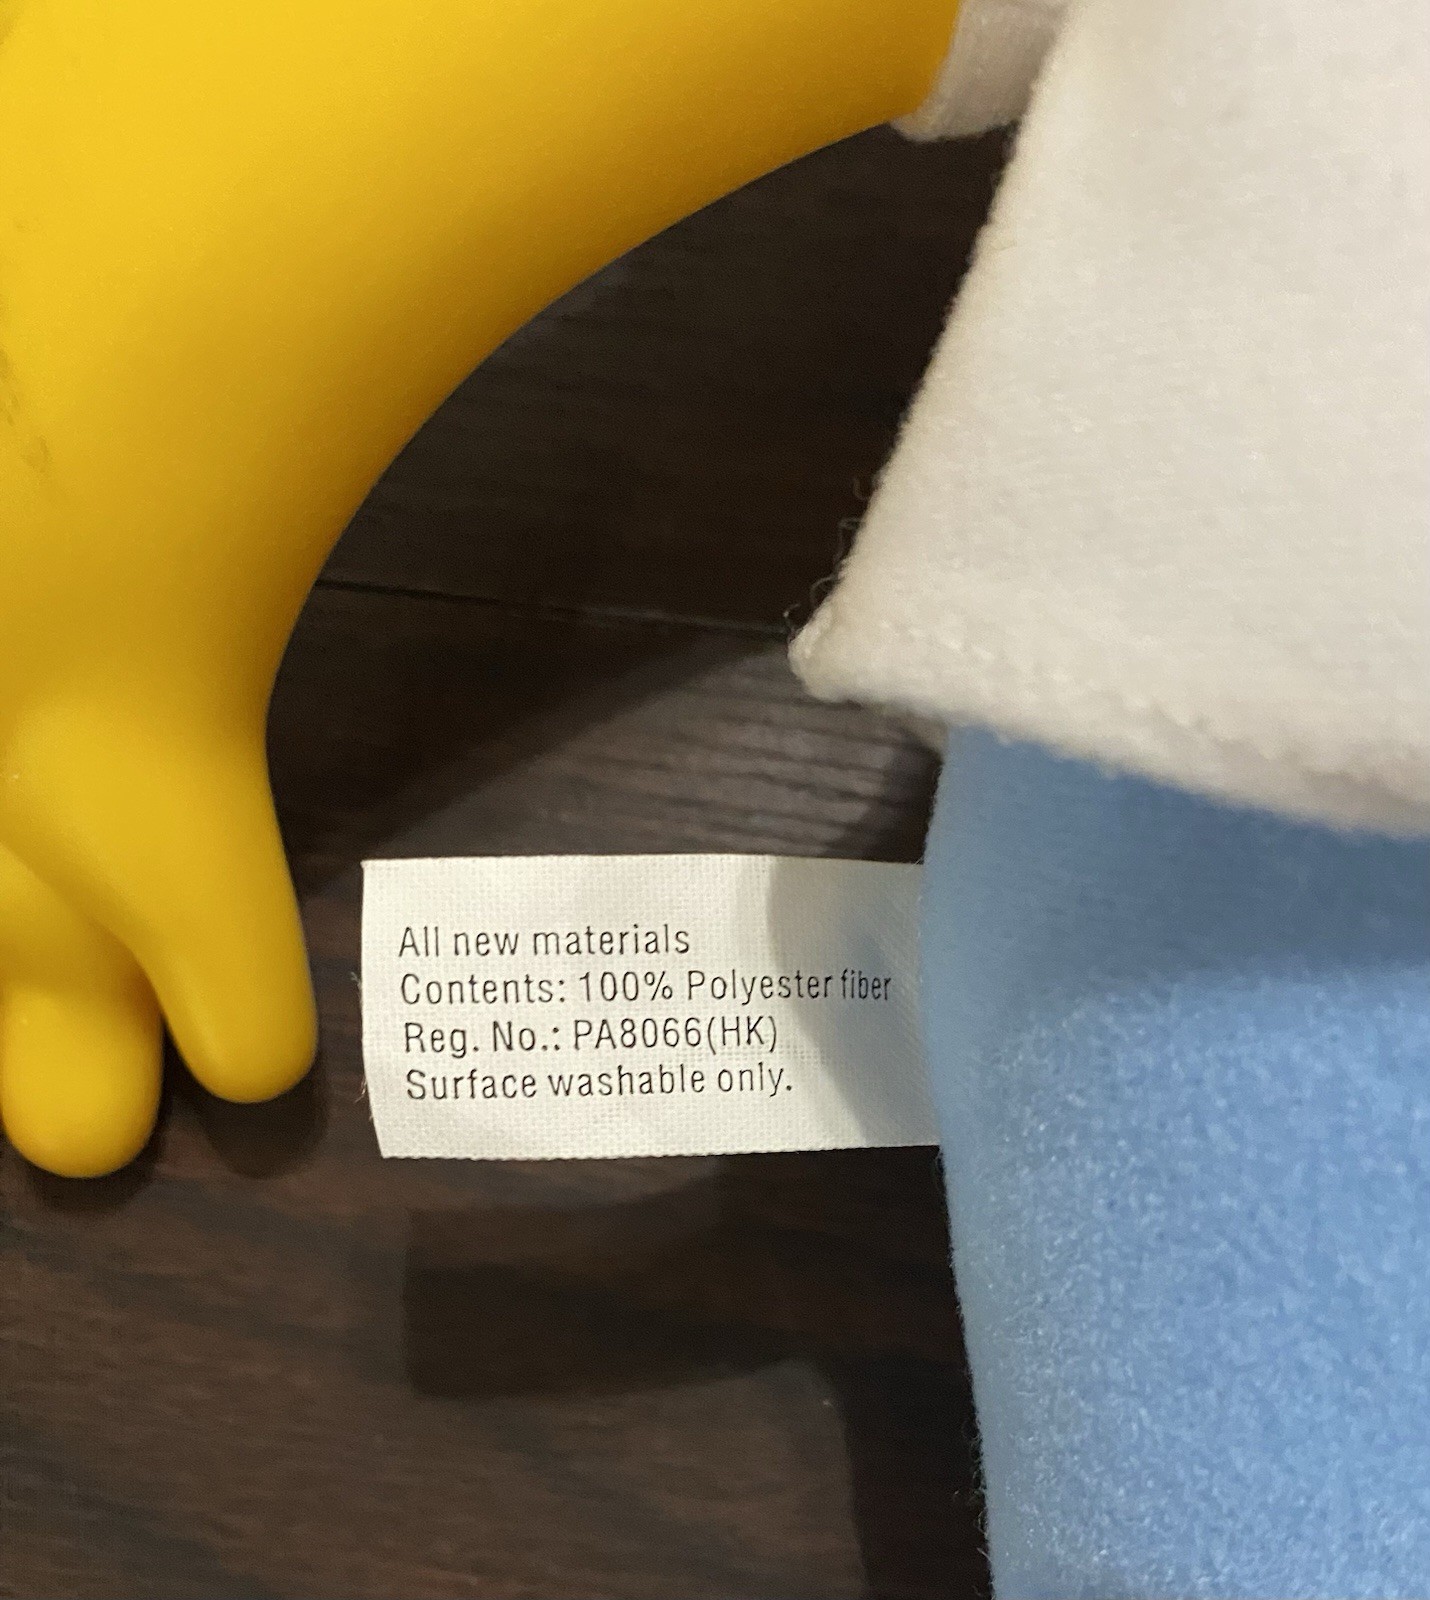 All new materials
Contents: 100% Polyester fiber
Reg. No.: PA8066(HK)
Surface washable only.